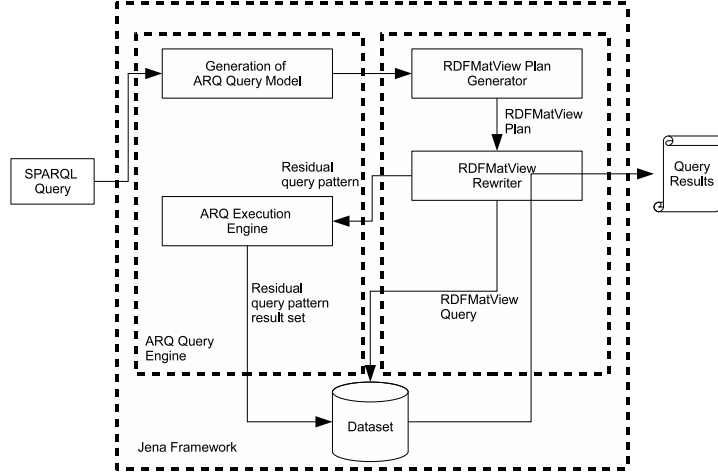 Generation of
ARQ Query Model
RDFMatView Plan
Generator
RDFMatView
Plan
SPARQL
Query
Residual
query pattern
RDFMatView
Rewriter
Query
Results
ARQ Execution
Engine
Residual
query pattern
result set
RDFMatView
Query
ARQ Query
Engine
Dataset
Jena Framework